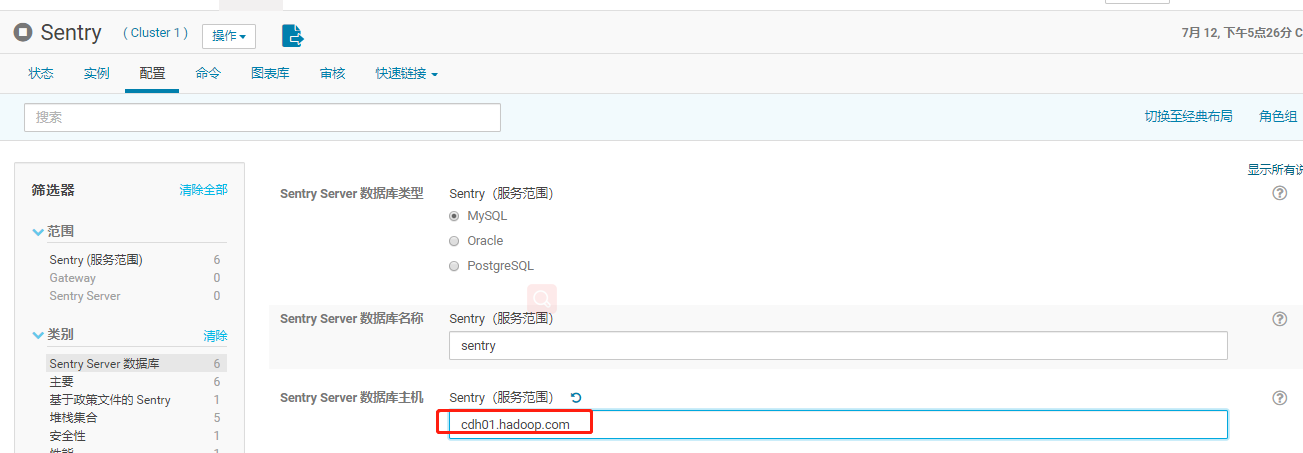 Sentry ( Cluster 1 ) 操作
7月 12, 下午5点26分 C
状态 实例 配置 命令 图表库 审核 快速链接
搜索
切换至经典布局 角色组
显示所有说
筛选器 清除全部
范围
Sentry (服务范围) 6
Gateway 0
Sentry Server 0
类别 清除
Sentry Server 数据库 6
主要 6
基于政策文件的 Sentry 1
堆栈集合 5
安全性 1
性能 1
Sentry Server 数据库类型 Sentry（服务范围）
MySQL
Oracle
PostgreSQL
Sentry Server 数据库名称 Sentry（服务范围）
sentry
Sentry Server 数据库主机 Sentry（服务范围）
cdh01.hadoop.com